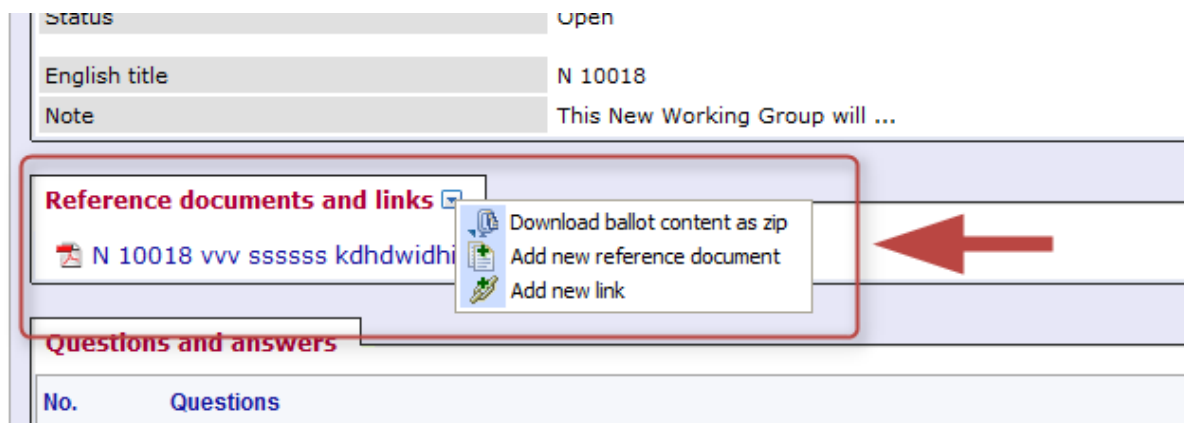 Status Open
English title N 10018
Note This New Working Group will ...
Reference documents and links
Download ballot content as zip
N 10018 vvv ssssss kdhdwidhi
Add new reference document
Add new link
Questions and answers
No. Questions